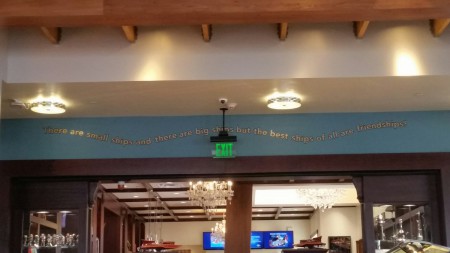 There are small ships and there are big ships but the best ships of all are friendships!
EXIT